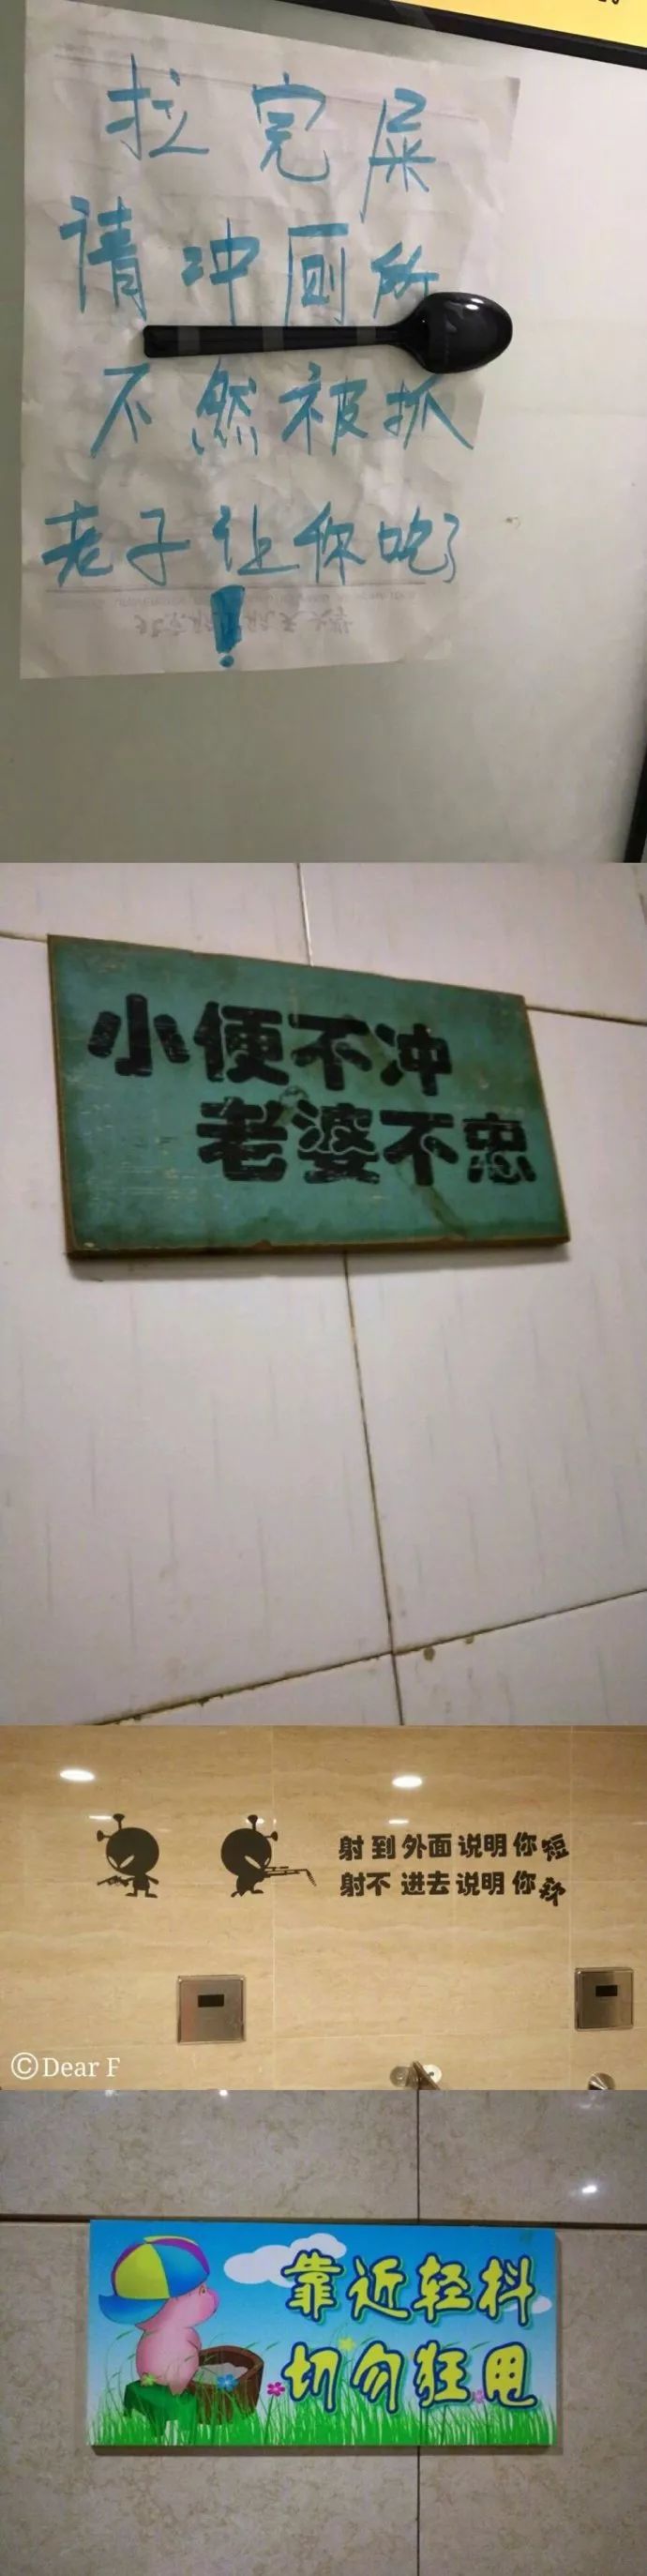 拉完屎
请冲厕所
不然被抓
老子让你吃了
!
小便不冲
老婆不忠
射到外面说明你短
射不进去说明你软
©Dear F
靠近轻抖
切勿狂甩